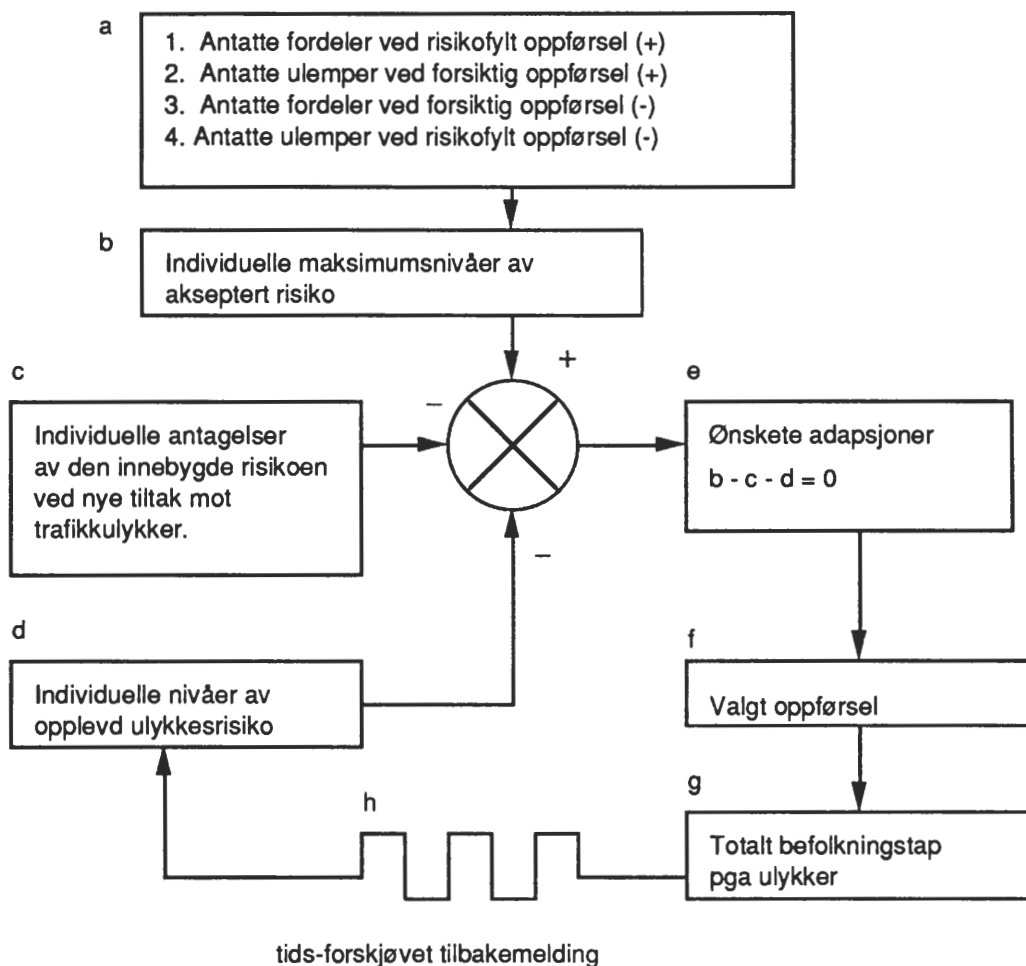 a
1. Antatte fordeler ved risikofylt oppførsel (+)
2. Antatte ulemper ved forsiktig oppførsel (+)
3. Antatte fordeler ved forsiktig oppførsel (-)
4. Antatte ulemper ved risikofylt oppførsel (-)
b
Individuelle maksimumsnivåer av
akseptert risiko
+
c
Individuelle antagelser
av den innebygde risikoen
ved nye tiltak mot
trafikkulykker.
–
e
Ønskete adapsjoner
b - c - d = 0
–
d
Individuelle nivåer av
opplevd ulykkesrisiko
f
Valgt oppførsel
g
Totalt befolkningstap
pga ulykker
h
tids-forskjøvet tilbakemelding